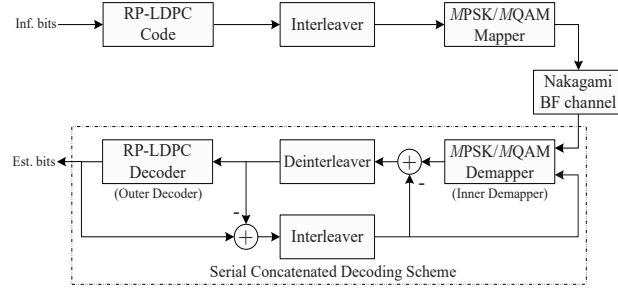 Inf. bits
RP-LDPC
Code
Interleaver
MPSK/MQAM
Mapper
Nakagami
BF channel
Est. bits
RP-LDPC
Decoder
(Outer Decoder)
Deinterleaver
+
-
MPSK/MQAM
Demapper
(Inner Demapper)
-
+
Interleaver
Serial Concatenated Decoding Scheme